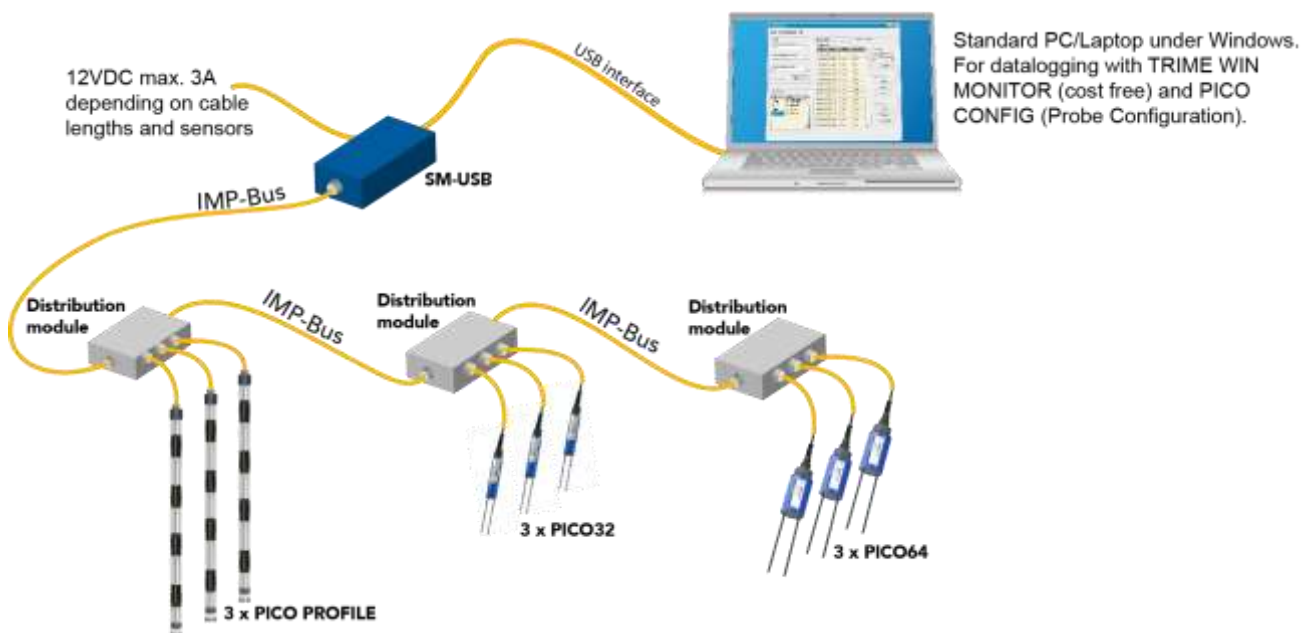 Standard PC/Laptop under Windows.
For datalogging with TRIME WIN
MONITOR (cost free) and PICO
CONFIG (Probe Configuration).
USB interface
12VDC max. 3A
depending on cable
lengths and sensors
SM-USB
IMP-Bus
Distribution
module
IMP-Bus
Distribution
module
IMP-Bus
Distribution
module
3 x PICO32
3 x PICO64
3 x PICO PROFILE